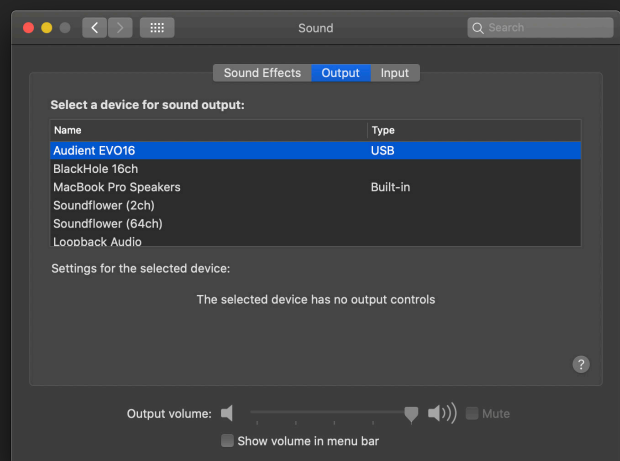 Sound
Search
Sound Effects Output Input
Select a device for sound output:
Name Type
Audient EVO16 USB
BlackHole 16ch
MacBook Pro Speakers Built-in
Soundflower (2ch)
Soundflower (64ch)
Loopback Audio
Settings for the selected device:
The selected device has no output controls
?
Output volume: Mute
Show volume in menu bar